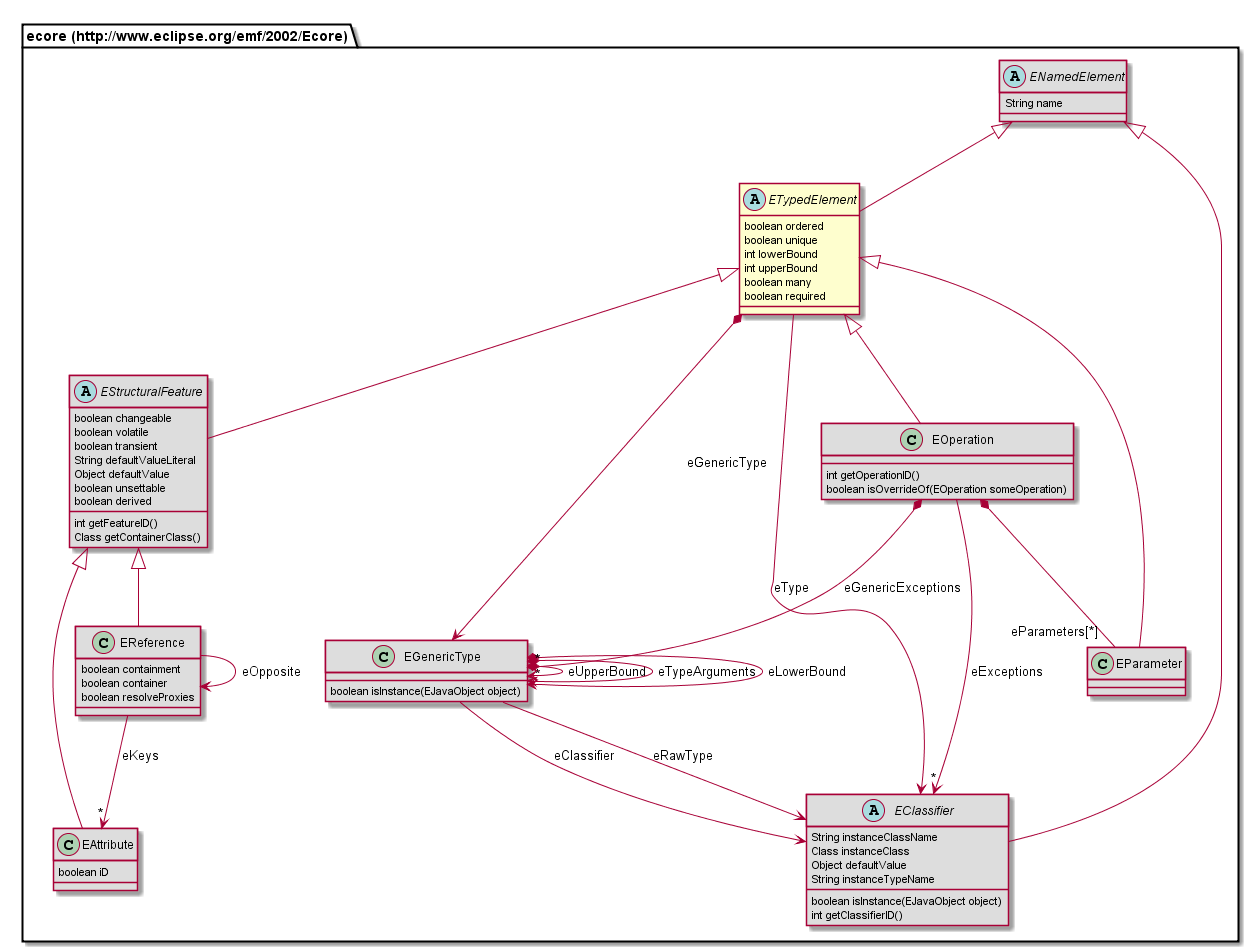 ecore (http://www.eclipse.org/emf/2002/Ecore)
A ENamedElement
String name
A ETypedElement
boolean ordered
boolean unique
int lowerBound
int upperBound
boolean many
boolean required
A EStructuralFeature
boolean changeable
boolean volatile
boolean transient
String defaultValueLiteral
Object defaultValue
boolean unsettable
boolean derived
int getFeatureID()
Class getContainerClass()
C EOperation
int getOperationID()
boolean isOverrideOf(EOperation someOperation)
eGenericType
eType
eGenericExceptions
eParameters[*]
C EReference
boolean containment
boolean container
boolean resolveProxies
eOpposite
C EGenericType
boolean isInstance(EJavaObject object)
*
*
*
eUpperBound
eTypeArguments
eLowerBound
eExceptions
C EParameter
eKeys
*
eClassifier
eRawType
*
C EAttribute
boolean iD
A EClassifier
String instanceClassName
Class instanceClass
Object defaultValue
String instanceTypeName
boolean isInstance(EJavaObject object)
int getClassifierID()